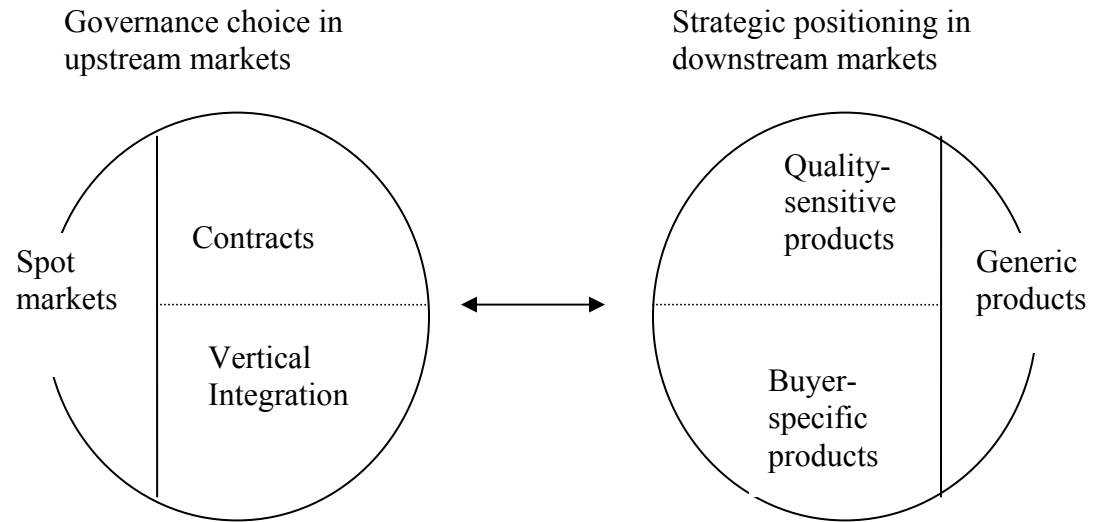 Governance choice in
upstream markets
Strategic positioning in
downstream markets
Spot
markets
Contracts
Vertical
Integration
Quality-
sensitive
products
Buyer-
specific
products
Generic
products